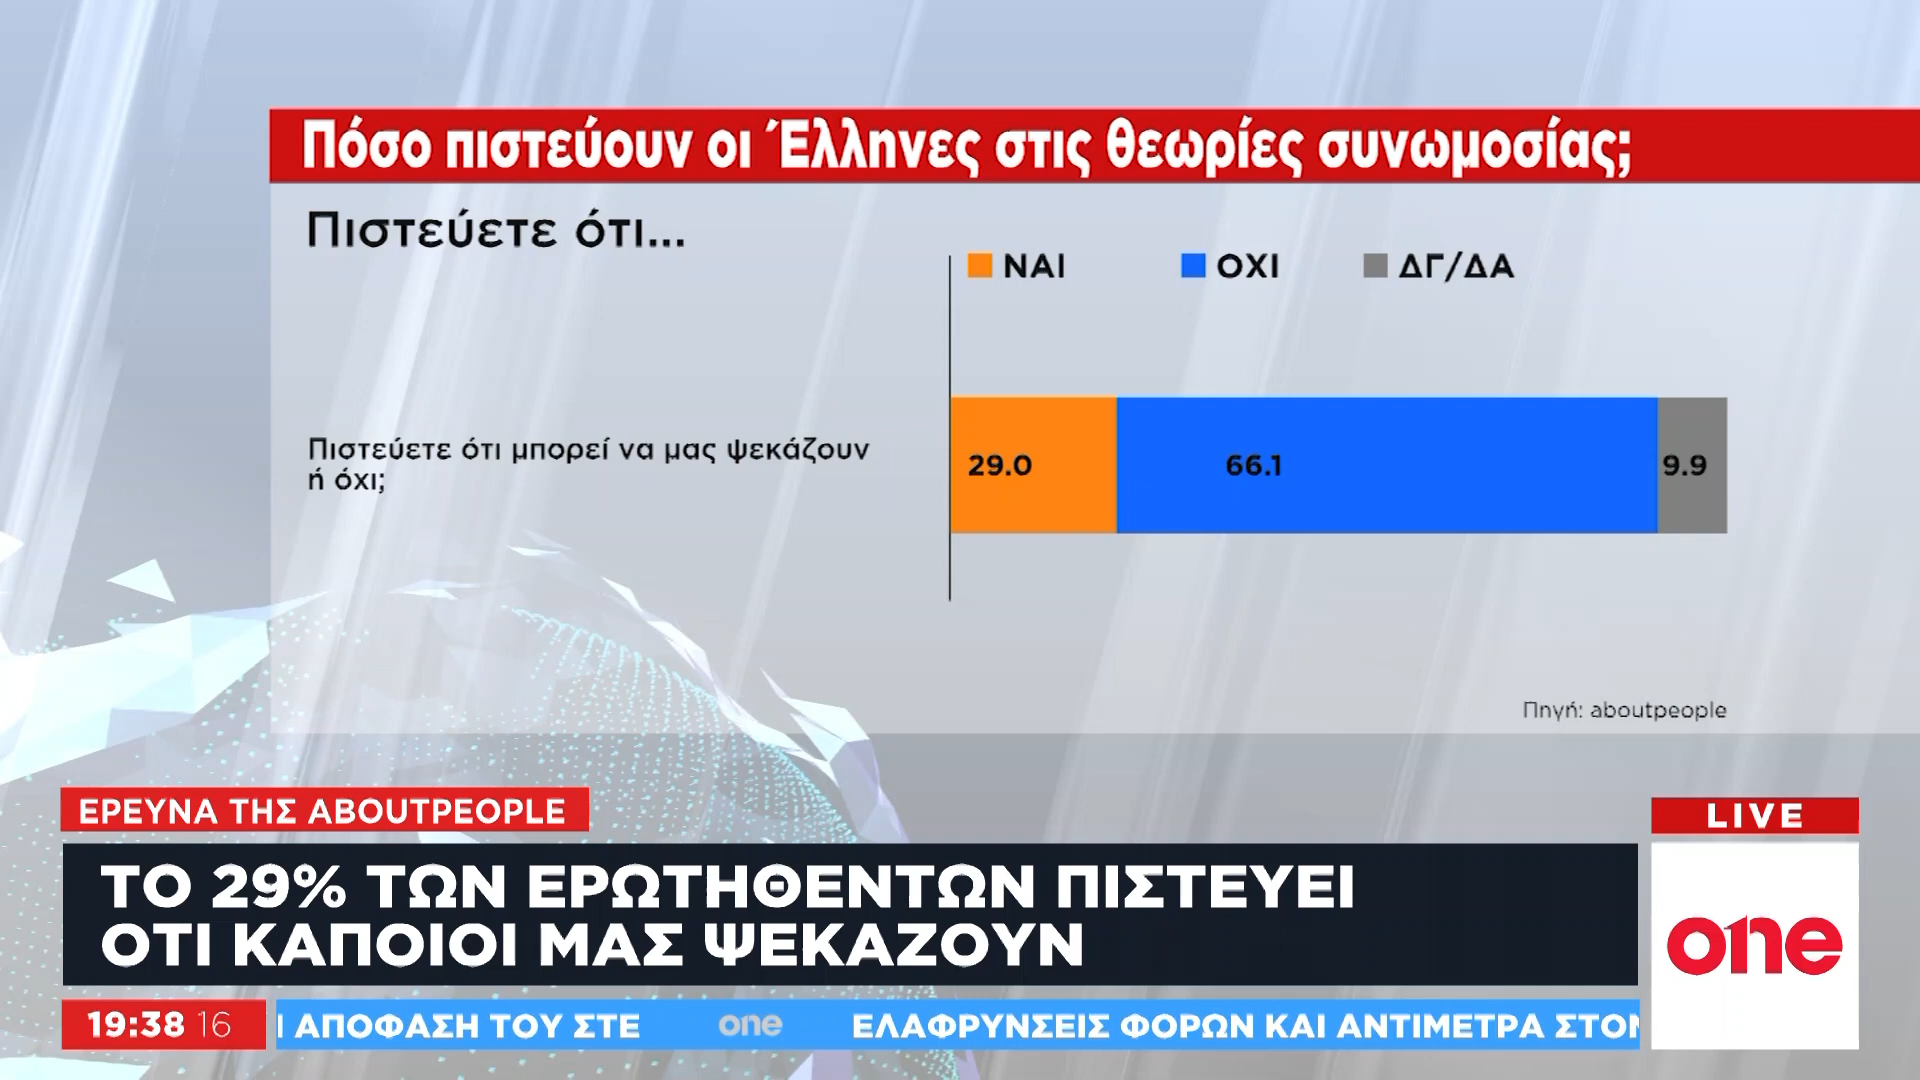 Πόσο πιστεύουν οι Έλληνες στις θεωρίες συνωμοσίας;
Πιστεύετε ότι...
ΝΑΙ ΟΧΙ ΔΓ/ΔΑ
Πιστεύετε ότι μπορεί να μας ψεκάζουν
ή όχι;
29.0 66.1 9.9
Πηγή: aboutpeople
ΕΡΕΥΝΑ ΤΗΣ ABOUTPEOPLE
LIVE
ΤΟ 29% ΤΩΝ ΕΡΩΤΗΘΕΝΤΩΝ ΠΙΣΤΕΥΕΙ
ΟΤΙ ΚΑΠΟΙΟΙ ΜΑΣ ΨΕΚΑΖΟΥΝ
one
19:38 16
ΑΠΟΦΑΣΗ ΤΟΥ ΣΤΕ one ΕΛΑΦΡΥΝΣΕΙΣ ΦΟΡΩΝ ΚΑΙ ΑΝΤΙΜΕΤΡΑ ΣΤΟΝ